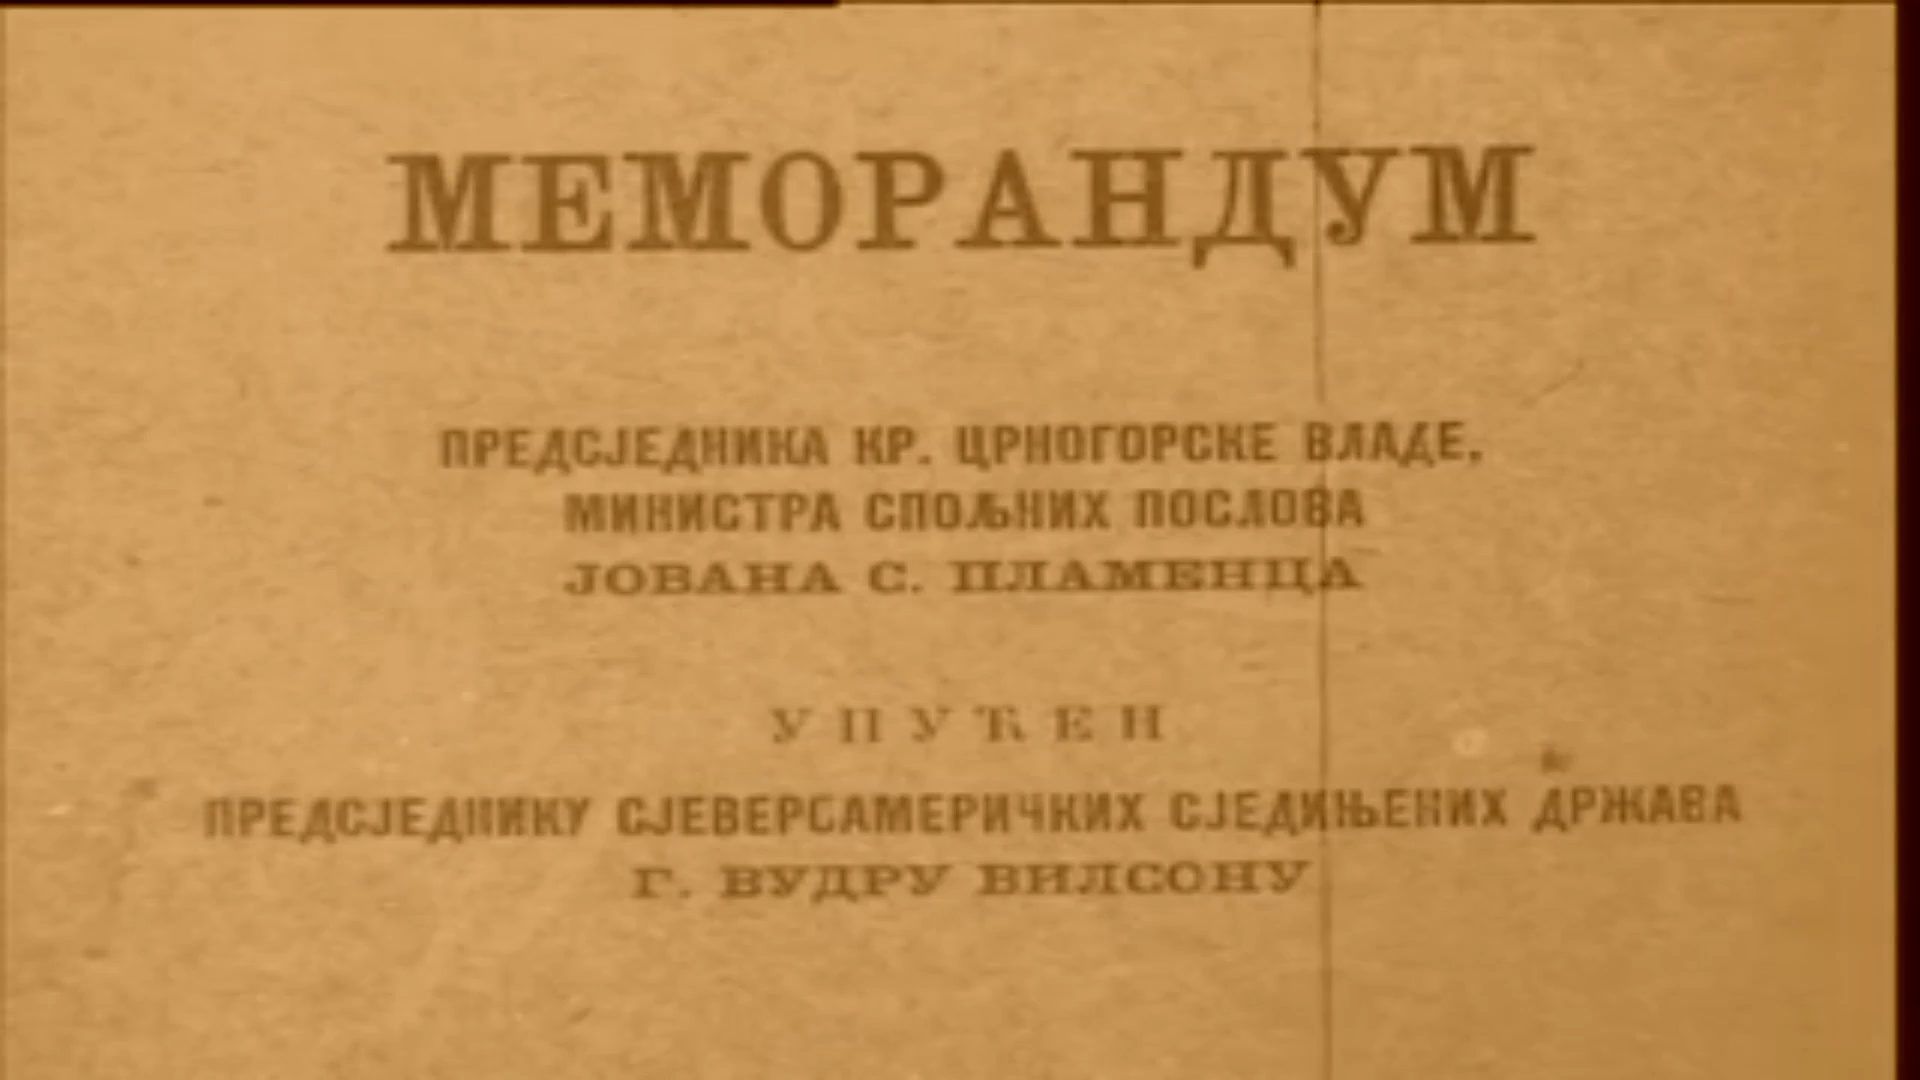 МЕМОРАНДУМ
ПРЕДСЈЕДНИКА КР. ЦРНОГОРСКЕ ВЛАДЕ,
МИНИСТРА СПОЉНИХ ПОСЛОВА
ЈОВАНА С. ПЛАМЕНЦА
УПУЋЕН
ПРЕДСЈЕДНИКУ СЈЕВЕРОАМЕРИЧКИХ СЈЕДИЊЕНИХ ДРЖАВА
Г. ВУДРУ ВИЛСОНУ